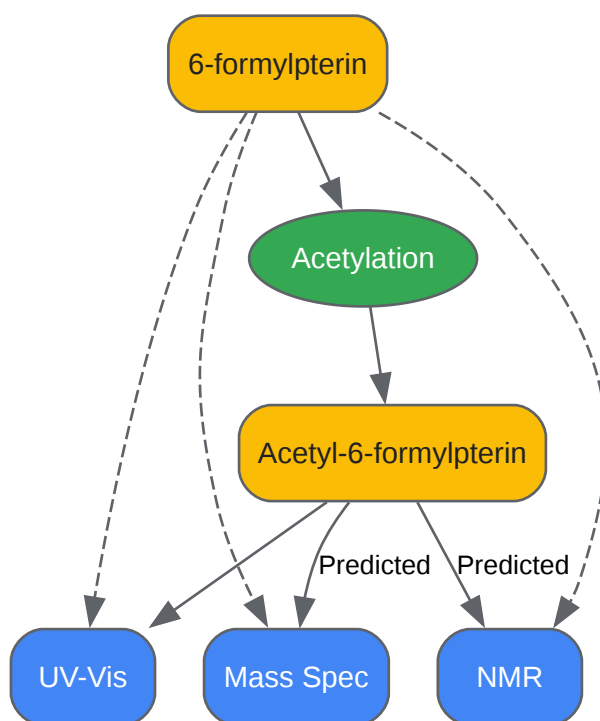 6-formylpterin
Acetylation
Acetyl-6-formylpterin
Predicted
Predicted
UV-Vis
Mass Spec
NMR